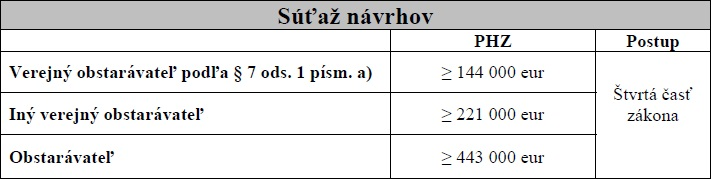 Súťaž návrhov
PHZ Postup
Verejný obstarávateľ podľa § 7 ods. 1 písm. a) ≥ 144 000 eur
Štvrtá časť
Iný verejný obstarávateľ ≥ 221 000 eur
zákona
Obstarávateľ ≥ 443 000 eur